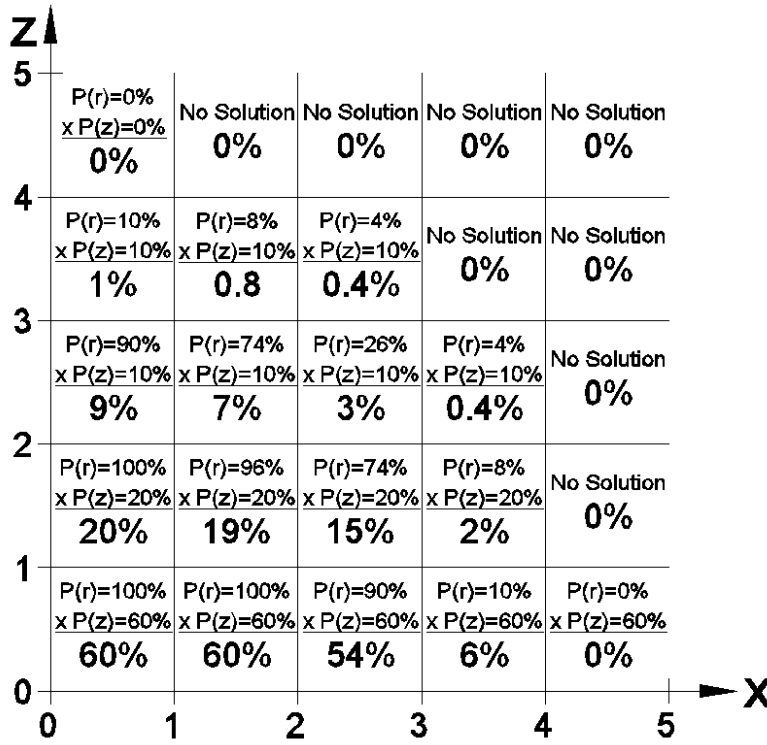 Z
5
P(r)=0%
x P(z)=0%
0%
No Solution
0%
No Solution
0%
No Solution
0%
No Solution
0%
4
P(r)=10%
x P(z)=10%
1%
P(r)=8%
x P(z)=10%
0.8
P(r)=4%
x P(z)=10%
0.4%
No Solution
0%
No Solution
0%
3
P(r)=90%
x P(z)=10%
9%
P(r)=74%
x P(z)=10%
7%
P(r)=26%
x P(z)=10%
3%
P(r)=4%
x P(z)=10%
0.4%
No Solution
0%
2
P(r)=100%
x P(z)=20%
20%
P(r)=96%
x P(z)=20%
19%
P(r)=74%
x P(z)=20%
15%
P(r)=8%
x P(z)=20%
2%
No Solution
0%
1
P(r)=100%
x P(z)=60%
60%
P(r)=100%
x P(z)=60%
60%
P(r)=90%
x P(z)=60%
54%
P(r)=10%
x P(z)=60%
6%
P(r)=0%
x P(z)=60%
0%
0
X
0 1 2 3 4 5